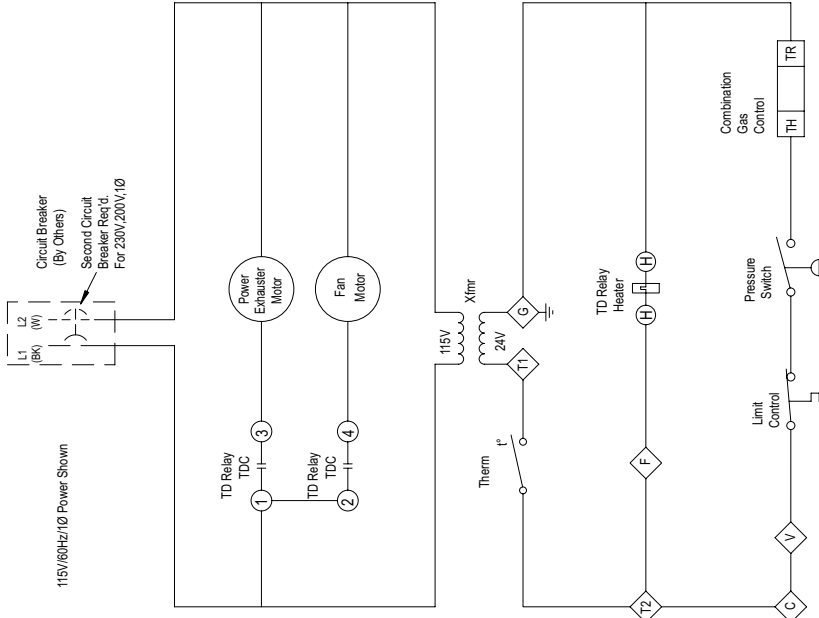 115V/60Hz/1Ø Power Shown
Circuit Breaker
(By Others)
Second Circuit
Breaker Req'd.
For 230V,200V,1Ø
L1
(BK)
L2
(W)
TD Relay
TDC
1
3
Power
Exhauster
Motor
TD Relay
TDC
2
4
Fan
Motor
115V
Xfmr
24V
T1
G
Therm
t°
TD Relay
Heater
T2
F
H
H
C
V
Limit
Control
Pressure
Switch
Combination
Gas
Control
TH
TR